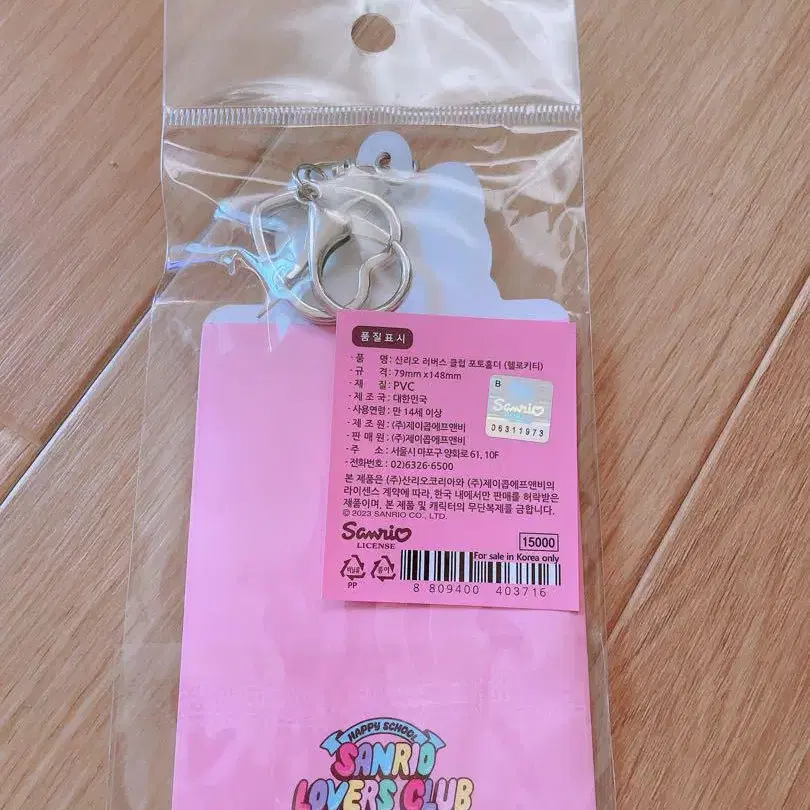 품질표시
· 품 명: 산리오 러버스 클럽 포토홀더 (헬로키티)
· 규 격: 79mm x 148mm
· 재 질: PVC
· 제 조 국: 대한민국
· 사용연령: 만 14세 이상
· 제 조 원: (주)제이콥에프앤비
· 판 매 원: (주)제이콥에프앤비
· 주 소: 서울시 마포구 양화로 61, 10F
· 전화번호: 02)6326-6500
B
Sanrio
06311973
본 제품은 (주)산리오코리아와 (주)제이콥에프앤비의
라이센스 계약에 따라, 한국 내에서만 판매를 허락받은
제품이며, 본 제품 및 캐릭터의 무단복제를 금합니다.
© 2023 SANRIO CO., LTD.
Sanrio
LICENSE
15000
For sale in Korea only
비닐류
PP
종이
8 809400 403716
HAPPY SCHOOL
SANRIO
LOVERS CLUB